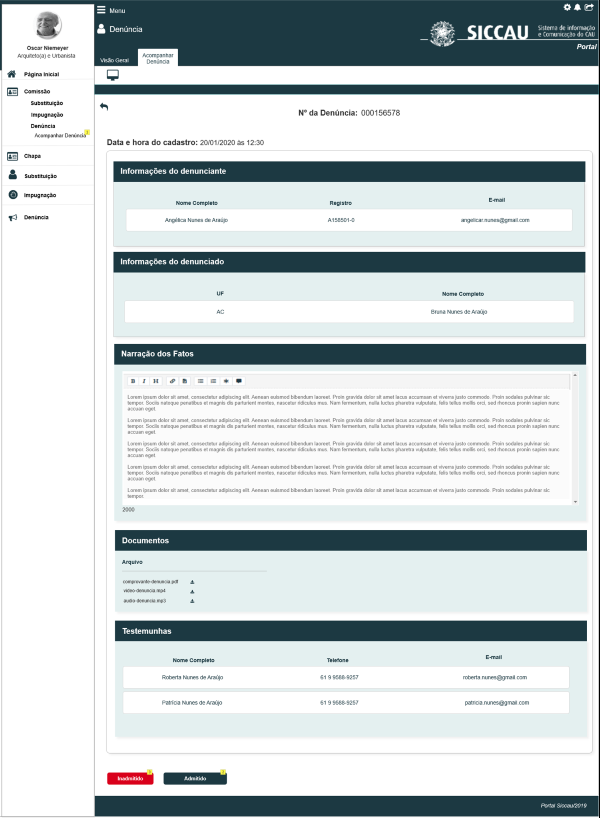 Menu
Denúncia
SICCAU
Sistema de informação
e Comunicação do CAU
Portal
Visão Geral
Acompanhar
Denúncia
Oscar Niemeyer
Arquiteto(a) e Urbanista
Página Inicial
Comissão
Substituição
Impugnação
Denúncia
Acompanhar Denúncia
Chapa
Substituição
Impugnação
Denúncia
Nº da Denúncia: 000156578
Data e hora do cadastro: 20/01/2020 às 12:30
Informações do denunciante
Nome Completo Registro E-mail
Angélica Nunes de Araújo A158501-0 angelicar.nunes@gmail.com
Informações do denunciado
UF Nome Completo
AC Bruna Nunes de Araújo
Narração dos Fatos
B I H
Lorem ipsum dolor sit amet, consectetur adipiscing elit. Aenean euismod bibendum laoreet. Proin gravida dolor sit amet lacus accumsan et viverra justo commodo. Proin sodales pulvinar sic
tempor. Sociis natoque penatibus et magnis dis parturient montes, nascetur ridiculus mus. Nam fermentum, nulla luctus pharetra vulputate, felis tellus mollis orci, sed rhoncus pronin sapien nunc
accuan eget.
Lorem ipsum dolor sit amet, consectetur adipiscing elit. Aenean euismod bibendum laoreet. Proin gravida dolor sit amet lacus accumsan et viverra justo commodo. Proin sodales pulvinar sic
tempor. Sociis natoque penatibus et magnis dis parturient montes, nascetur ridiculus mus. Nam fermentum, nulla luctus pharetra vulputate, felis tellus mollis orci, sed rhoncus pronin sapien nunc
accuan eget.
Lorem ipsum dolor sit amet, consectetur adipiscing elit. Aenean euismod bibendum laoreet. Proin gravida dolor sit amet lacus accumsan et viverra justo commodo. Proin sodales pulvinar sic
tempor. Sociis natoque penatibus et magnis dis parturient montes, nascetur ridiculus mus. Nam fermentum, nulla luctus pharetra vulputate, felis tellus mollis orci, sed rhoncus pronin sapien nunc
accuan eget.
Lorem ipsum dolor sit amet, consectetur adipiscing elit. Aenean euismod bibendum laoreet. Proin gravida dolor sit amet lacus accumsan et viverra justo commodo. Proin sodales pulvinar sic
tempor. Sociis natoque penatibus et magnis dis parturient montes, nascetur ridiculus mus. Nam fermentum, nulla luctus pharetra vulputate, felis tellus mollis orci, sed rhoncus pronin sapien nunc
accuan eget.
Lorem ipsum dolor sit amet, consectetur adipiscing elit. Aenean euismod bibendum laoreet. Proin gravida dolor sit amet lacus accumsan et viverra justo commodo. Proin sodales pulvinar sic
tempor.
2000
Documentos
Arquivo
comprovante-denuncia.pdf
video-denuncia.mp4
audio-denuncia.mp3
Testemunhas
Nome Completo Telefone E-mail
Roberta Nunes de Araújo 61 9 9588-9257 roberta.nunes@gmail.com
Patrícia Nunes de Araújo 61 9 9588-9257 patricia.nunes@gmail.com
Inadmitido
Admitido
Portal Siccau/2019